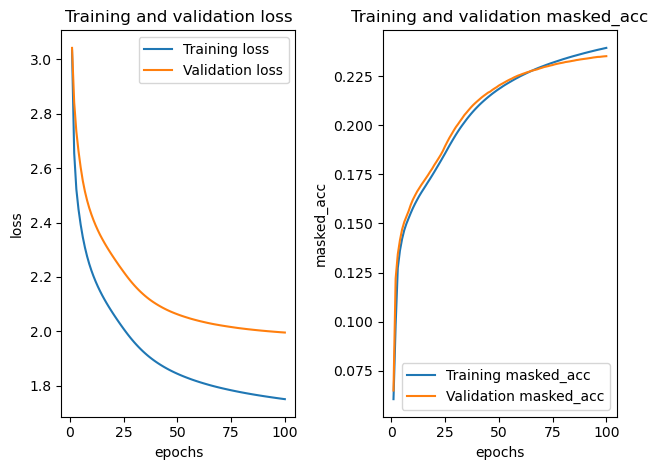 Training and validation loss
Training loss
Validation loss
3.0
2.8
2.6
2.4
2.2
2.0
1.8
loss
0
25
50
75
100
epochs
Training and validation masked_acc
0.225
0.200
0.175
0.150
0.125
0.100
0.075
masked_acc
Training masked_acc
Validation masked_acc
0
25
50
75
100
epochs